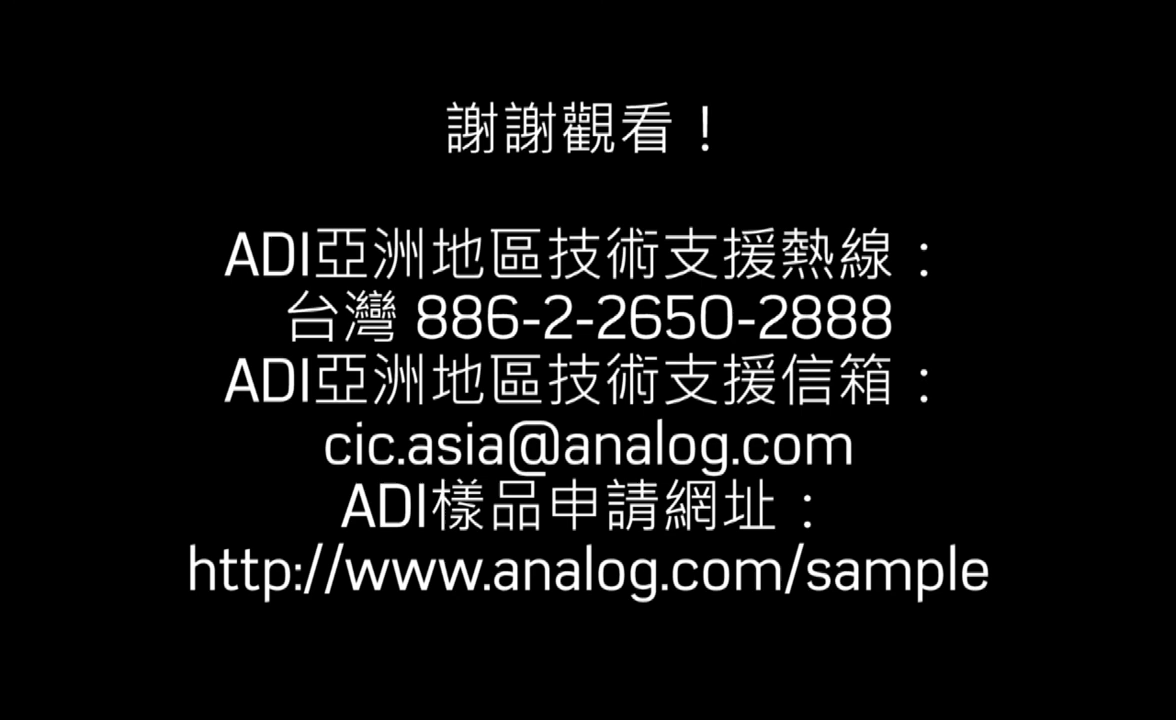 謝謝觀看！
ADI亞洲地區技術支援熱線：
台灣 886-2-2650-2888
ADI亞洲地區技術支援信箱：
cic.asia@analog.com
ADI樣品申請網址：
http://www.analog.com/sample